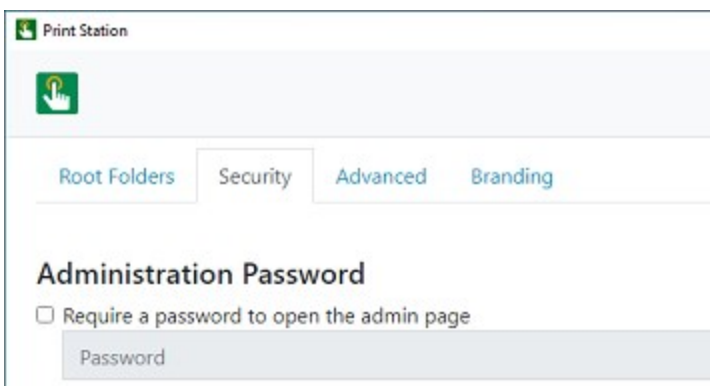 Print Station
Root Folders Security Advanced Branding
Administration Password
Require a password to open the admin page
Password